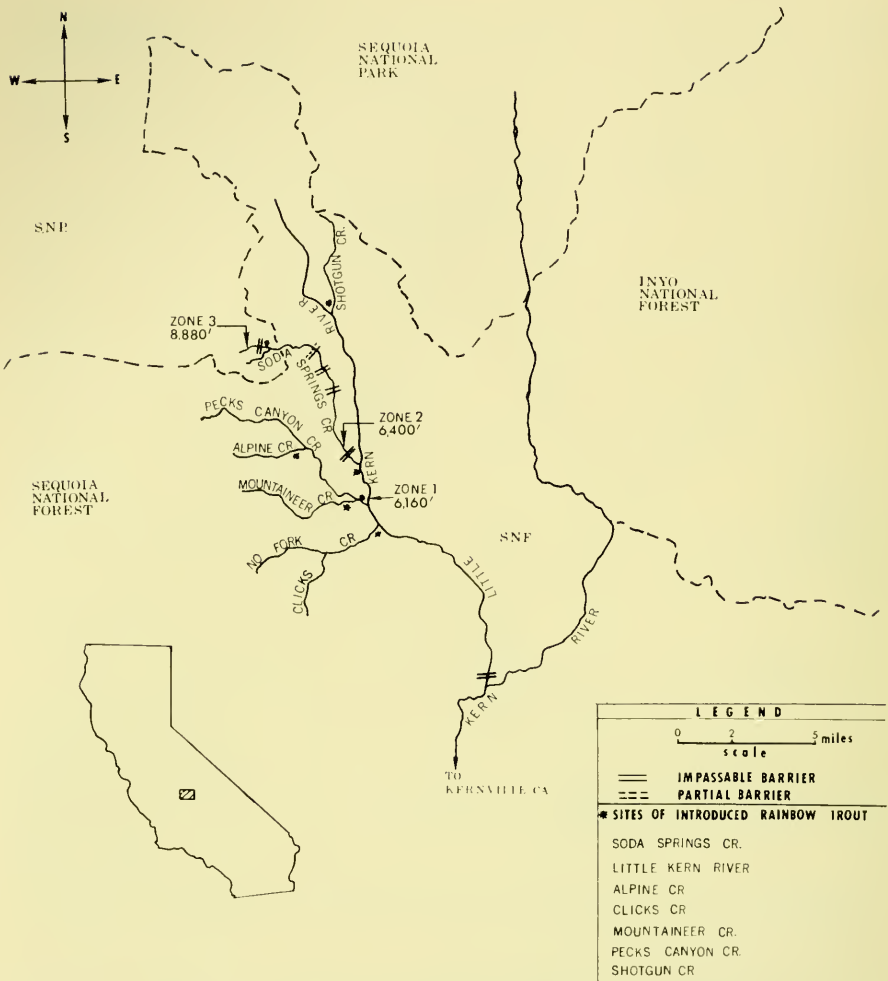 N
W E
S
SEQUOIA
NATIONAL
PARK
S.N.P.
INYO
NATIONAL
FOREST
SHOTGUN CR.
RIVER
ZONE 3
8,880'
SODA
SPRINGS
CR
PECKS CANYON CR
ZONE 2
6,400'
ALPINE CR.
KERN
SEQUOIA
NATIONAL
FOREST
MOUNTAINEER CR.
ZONE 1
6,160'
NO FORK CR
S.N.F.
CLICKS
LITTLE
RIVER
KERN
TO
KERNVILLE CA
LEGEND
0 2 5 miles
scale
IMPASSABLE BARRIER
PARTIAL BARRIER
* SITES OF INTRODUCED RAINBOW TROUT
SODA SPRINGS CR.
LITTLE KERN RIVER
ALPINE CR
CLICKS CR
MOUNTAINEER CR.
PECKS CANYON CR.
SHOTGUN CR